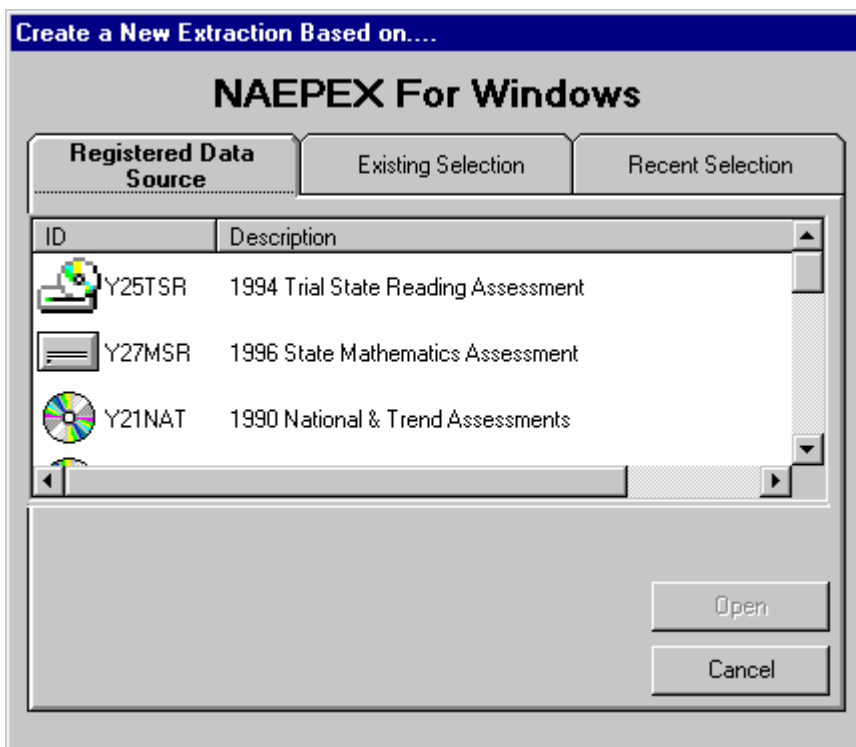 Create a New Extraction Based on....
NAEPEX For Windows
Registered Data
Source
Existing Selection
Recent Selection
ID Description
Y25TSR 1994 Trial State Reading Assessment
Y27MSR 1996 State Mathematics Assessment
Y21NAT 1990 National & Trend Assessments
Open
Cancel